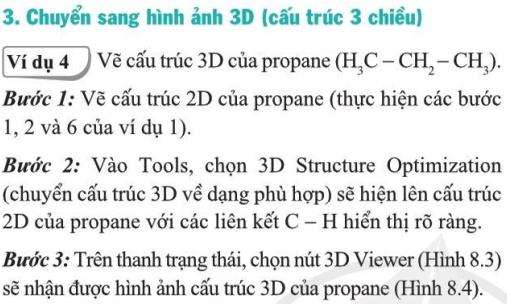 3. Chuyển sang hình ảnh 3D (cấu trúc 3 chiều)
Ví dụ 4 Vẽ cấu trúc 3D của propane (H₃C – CH₂ – CH₃).
Bước 1: Vẽ cấu trúc 2D của propane (thực hiện các bước
1, 2 và 6 của ví dụ 1).
Bước 2: Vào Tools, chọn 3D Structure Optimization
(chuyển cấu trúc 3D về dạng phù hợp) sẽ hiện lên cấu trúc
2D của propane với các liên kết C – H hiển thị rõ ràng.
Bước 3: Trên thanh trạng thái, chọn nút 3D Viewer (Hình 8.3)
sẽ nhận được hình ảnh cấu trúc 3D của propane (Hình 8.4).